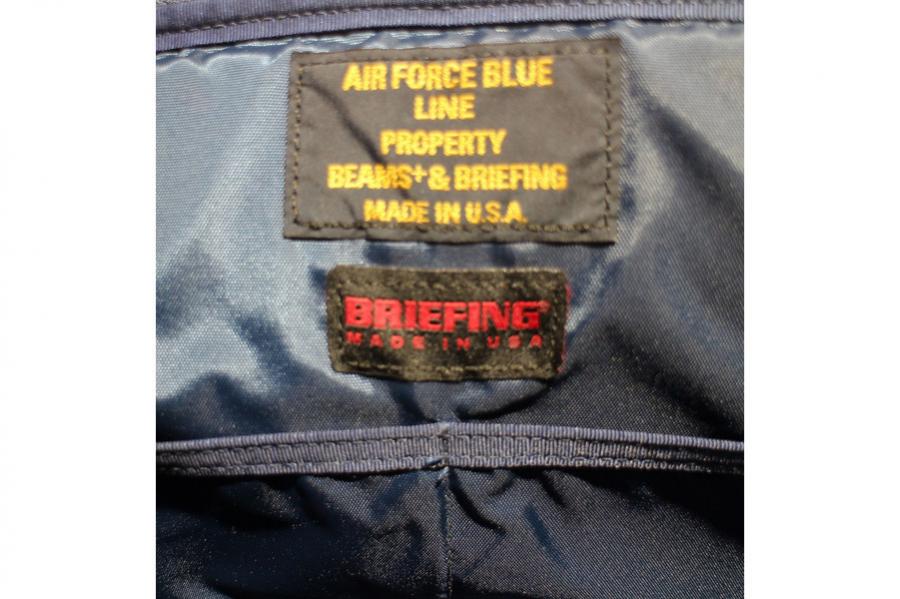 AIR FORCE BLUE
LINE
PROPERTY
BEAMS+ & BRIEFING
MADE IN U.S.A.
BRIEFING
MADE IN USA